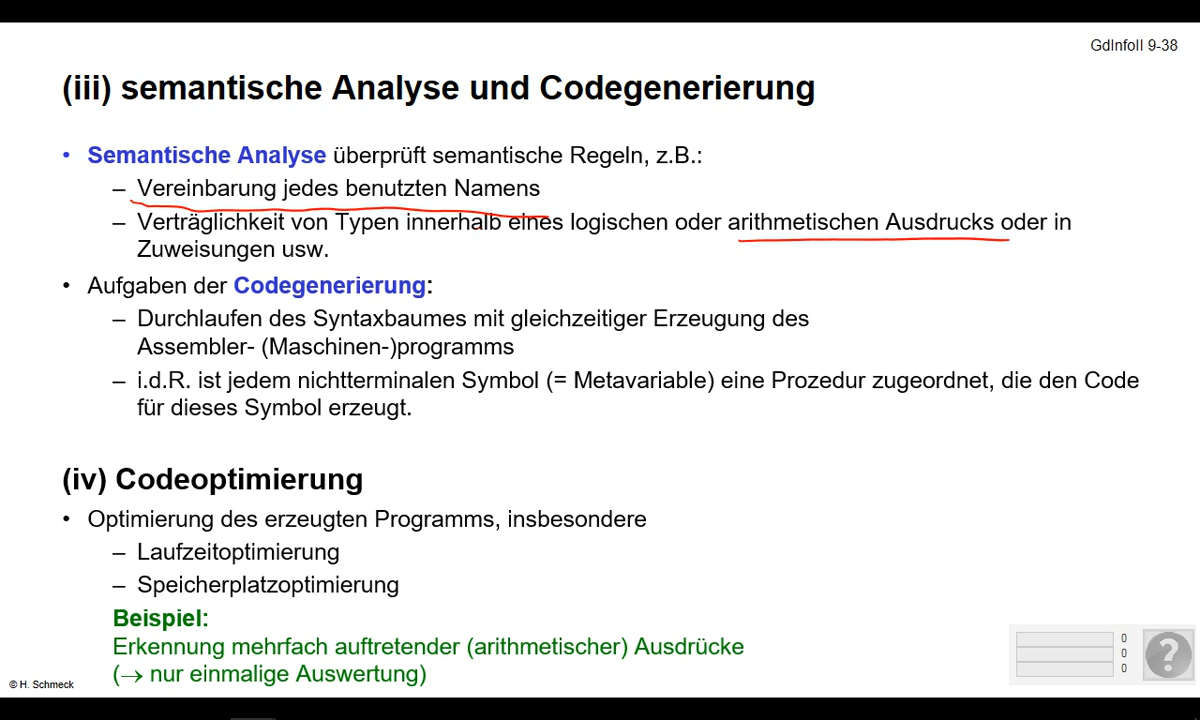 GdInfoII 9-38
(iii) semantische Analyse und Codegenerierung
• Semantische Analyse überprüft semantische Regeln, z.B.:
– Vereinbarung jedes benutzten Namens
– Verträglichkeit von Typen innerhalb eines logischen oder arithmetischen Ausdrucks oder in
Zuweisungen usw.
• Aufgaben der Codegenerierung:
– Durchlaufen des Syntaxbaumes mit gleichzeitiger Erzeugung des
Assembler- (Maschinen-)programms
– i.d.R. ist jedem nichtterminalen Symbol (= Metavariable) eine Prozedur zugeordnet, die den Code
für dieses Symbol erzeugt.
(iv) Codeoptimierung
• Optimierung des erzeugten Programms, insbesondere
– Laufzeitoptimierung
– Speicherplatzoptimierung
Beispiel:
Erkennung mehrfach auftretender (arithmetischer) Ausdrücke
(→ nur einmalige Auswertung)
0
0
0
?
© H. Schmeck